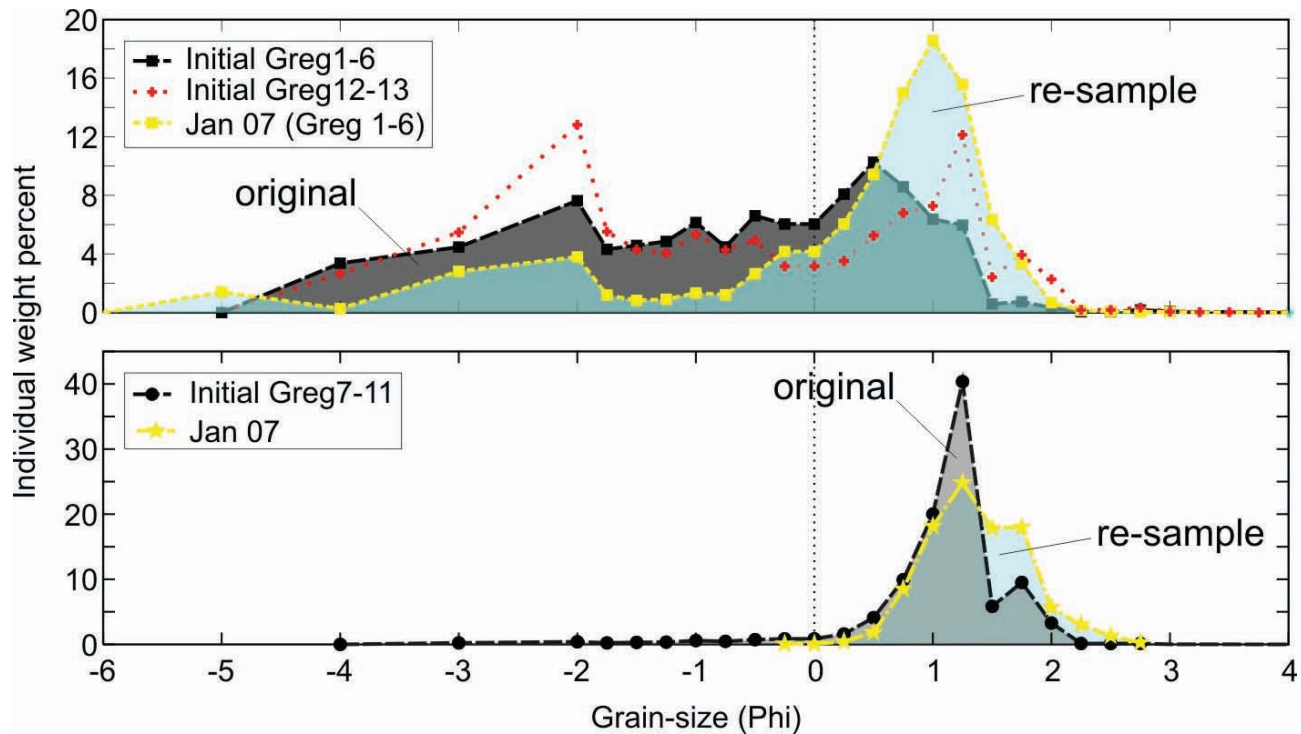 20
16
12
8
4
0
Initial Greg1-6
Initial Greg12-13
Jan 07 (Greg 1-6)
original
re-sample
Individual weight percent
40
30
20
10
0
Initial Greg7-11
Jan 07
original
re-sample
-6 -5 -4 -3 -2 -1 0 1 2 3 4
Grain-size (Phi)